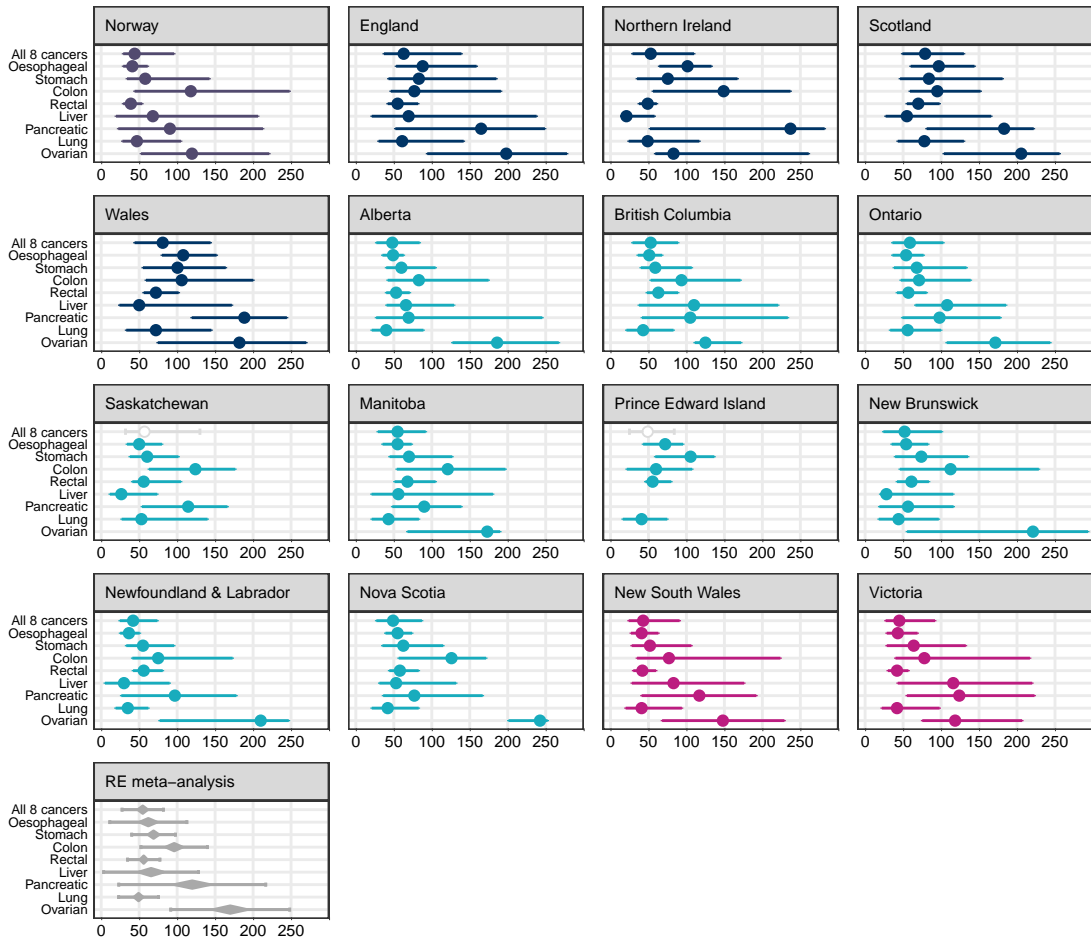 Norway England Northern Ireland Scotland
All 8 cancers
Oesophageal
Stomach
Colon
Rectal
Liver
Pancreatic
Lung
Ovarian
0 50 100 150 200 250 0 50 100 150 200 250 0 50 100 150 200 250 0 50 100 150 200 250
Wales Alberta British Columbia Ontario
All 8 cancers
Oesophageal
Stomach
Colon
Rectal
Liver
Pancreatic
Lung
Ovarian
0 50 100 150 200 250 0 50 100 150 200 250 0 50 100 150 200 250 0 50 100 150 200 250
Saskatchewan Manitoba Prince Edward Island New Brunswick
All 8 cancers
Oesophageal
Stomach
Colon
Rectal
Liver
Pancreatic
Lung
Ovarian
0 50 100 150 200 250 0 50 100 150 200 250 0 50 100 150 200 250 0 50 100 150 200 250
Newfoundland & Labrador Nova Scotia New South Wales Victoria
All 8 cancers
Oesophageal
Stomach
Colon
Rectal
Liver
Pancreatic
Lung
Ovarian
0 50 100 150 200 250 0 50 100 150 200 250 0 50 100 150 200 250 0 50 100 150 200 250
RE meta−analysis
All 8 cancers
Oesophageal
Stomach
Colon
Rectal
Liver
Pancreatic
Lung
Ovarian
0 50 100 150 200 250